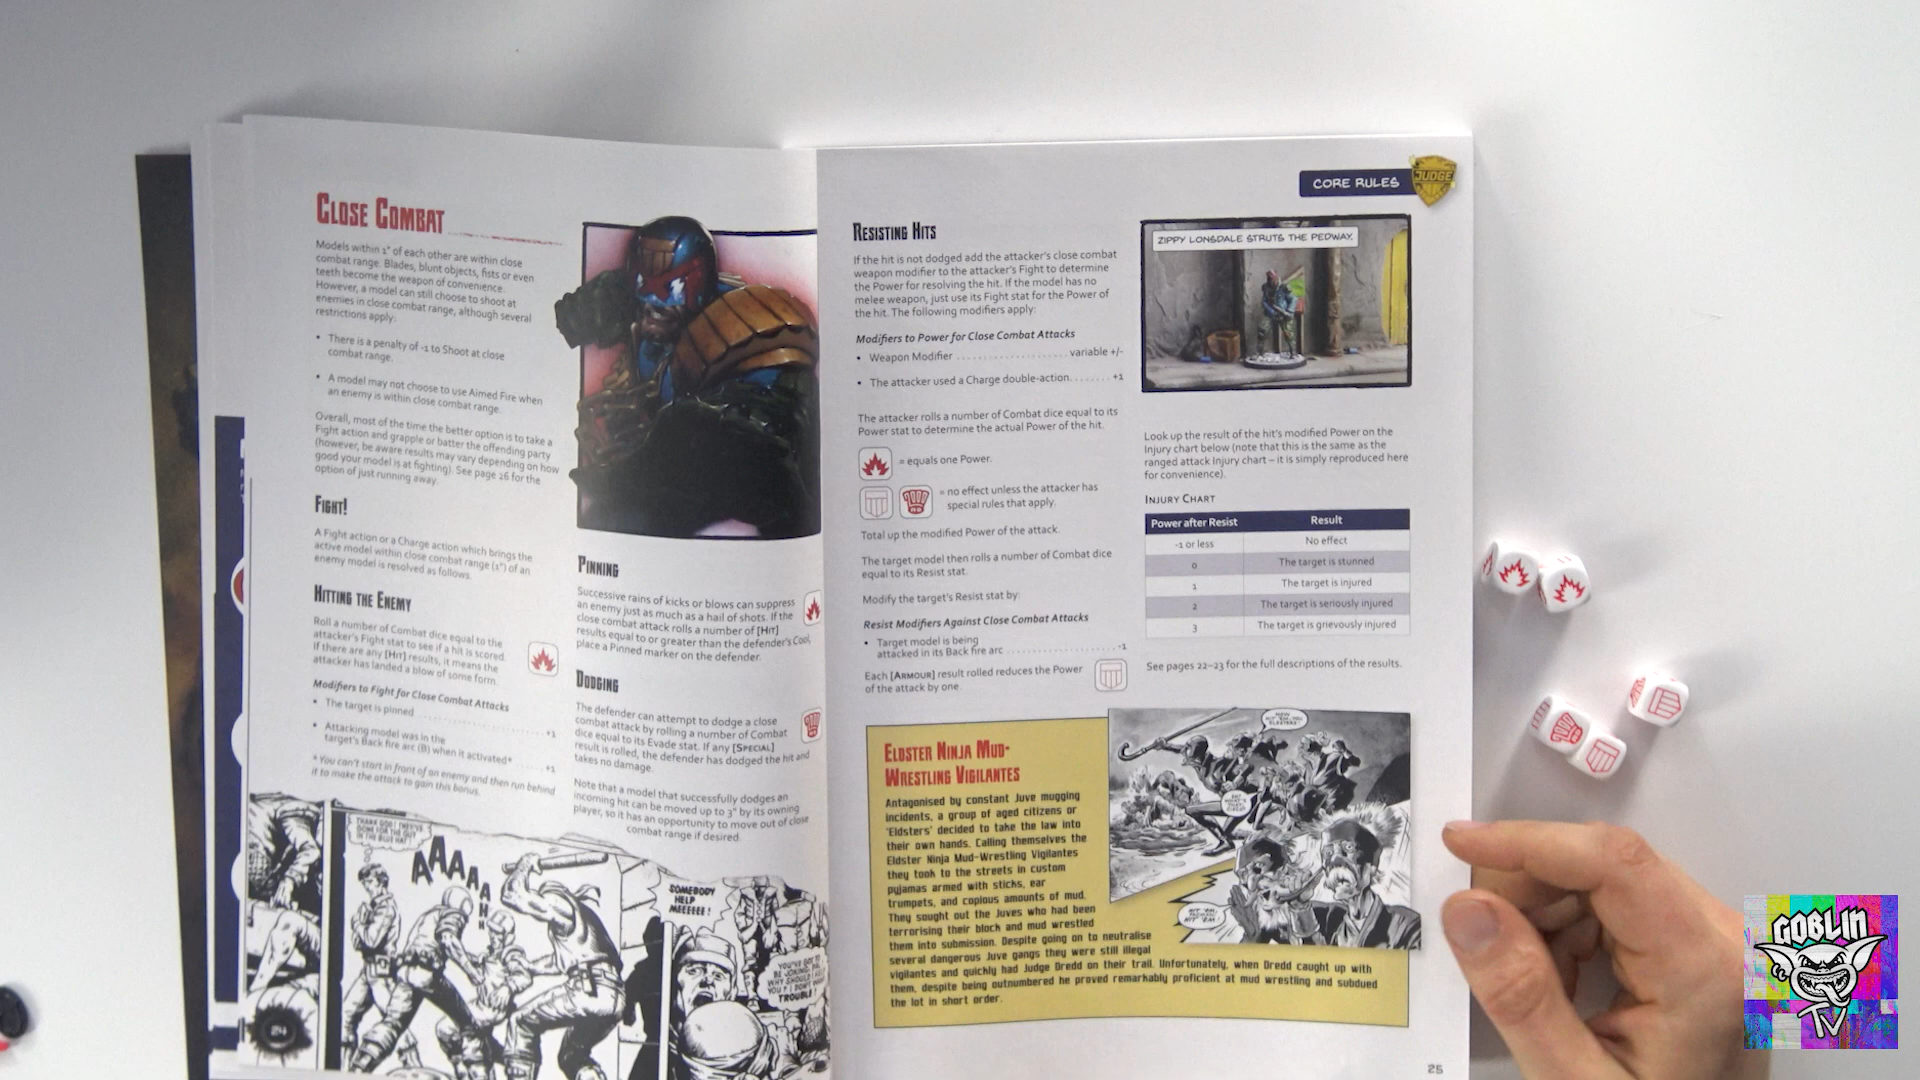 CLOSE COMBAT
Models within 1" of each other are within close
combat range. Blades, blunt objects, fists or even
teeth become the weapon of convenience.
However, a model can still choose to shoot at
enemies in close combat range, although several
restrictions apply:
• There is a penalty of -1 to Shoot at close
combat range.
• A model may not choose to use Aimed Fire when
an enemy is within close combat range.
Overall, most of the time the better option is to take a
Fight action and grapple or batter the offending party
(however, be aware results may vary depending on how
good your model is at fighting). See page 26 for the
option of just running away.
FIGHT!
A Fight action or a Charge action which brings the
active model within close combat range (1") of an
enemy model is resolved as follows.
HITTING THE ENEMY
Roll a number of Combat dice equal to the
attacker's Fight stat to see if a hit is scored.
If there are any [HIT] results, it means the
attacker has landed a blow of some form.
Modifiers to Fight for Close Combat Attacks
• The target is pinned ........ +1
• Attacking model was in the
target's Back fire arc (B) when it activated* ...... +1
* You can't start in front of an enemy and then run behind
it to make the attack to gain this bonus.
PINNING
Successive rains of kicks or blows can suppress
an enemy just as much as a hail of shots. If the
close combat attack rolls a number of [HIT]
results equal to or greater than the defender's Cool,
place a Pinned marker on the defender.
DODGING
The defender can attempt to dodge a close
combat attack by rolling a number of Combat
dice equal to its Evade stat. If any [SPECIAL]
result is rolled, the defender has dodged the hit and
takes no damage.
Note that a model that successfully dodges an
incoming hit can be moved up to 3" by its owning
player, so it has an opportunity to move out of close
combat range if desired.
THANK GOD! THEY'VE
GONE FOR THE GUY
IN THE BLUE HAT!
AAAAAHH
SOMEBODY
HELP
MEEEEEE!
TROUBLE!
24
CORE RULES
JUDGE
RESISTING HITS
If the hit is not dodged add the attacker's close combat
weapon modifier to the attacker's Fight to determine
the Power for resolving the hit. If the model has no
melee weapon, just use its Fight stat for the Power of
the hit. The following modifiers apply:
Modifiers to Power for Close Combat Attacks
• Weapon Modifier ........ variable +/-
• The attacker used a Charge double-action ........ +1
The attacker rolls a number of Combat dice equal to its
Power stat to determine the actual Power of the hit.
= equals one Power.
= no effect unless the attacker has
special rules that apply.
Total up the modified Power of the attack.
The target model then rolls a number of Combat dice
equal to its Resist stat.
Modify the target's Resist stat by:
Resist Modifiers Against Close Combat Attacks
• Target model is being
attacked in its Back fire arc ........ -1
Each [ARMOUR] result rolled reduces the Power
of the attack by one.
ZIPPY LONSDALE STRUTS THE PEDWAY.
Look up the result of the hit's modified Power on the
Injury chart below (note that this is the same as the
ranged attack Injury chart – it is simply reproduced here
for convenience).
INJURY CHART
Power after Resist Result
-1 or less No effect
0 The target is stunned
1 The target is injured
2 The target is seriously injured
3 The target is grievously injured
See pages 22–23 for the full descriptions of the results.
ELDSTER NINJA MUD-
WRESTLING VIGILANTES
Antagonised by constant Juve mugging
incidents, a group of aged citizens or
'Eldsters' decided to take the law into
their own hands. Calling themselves the
Eldster Ninja Mud-Wrestling Vigilantes
they took to the streets in custom
pyjamas armed with sticks, ear
trumpets, and copious amounts of mud.
They sought out the Juves who had been
terrorising their block and mud wrestled
them into submission. Despite going on to neutralise
several dangerous Juve gangs they were still illegal
vigilantes and quickly had Judge Dredd on their trail. Unfortunately, when Dredd caught up with
them, despite being outnumbered he proved remarkably proficient at mud wrestling and subdued
the lot in short order.
25
GOBLIN
TV